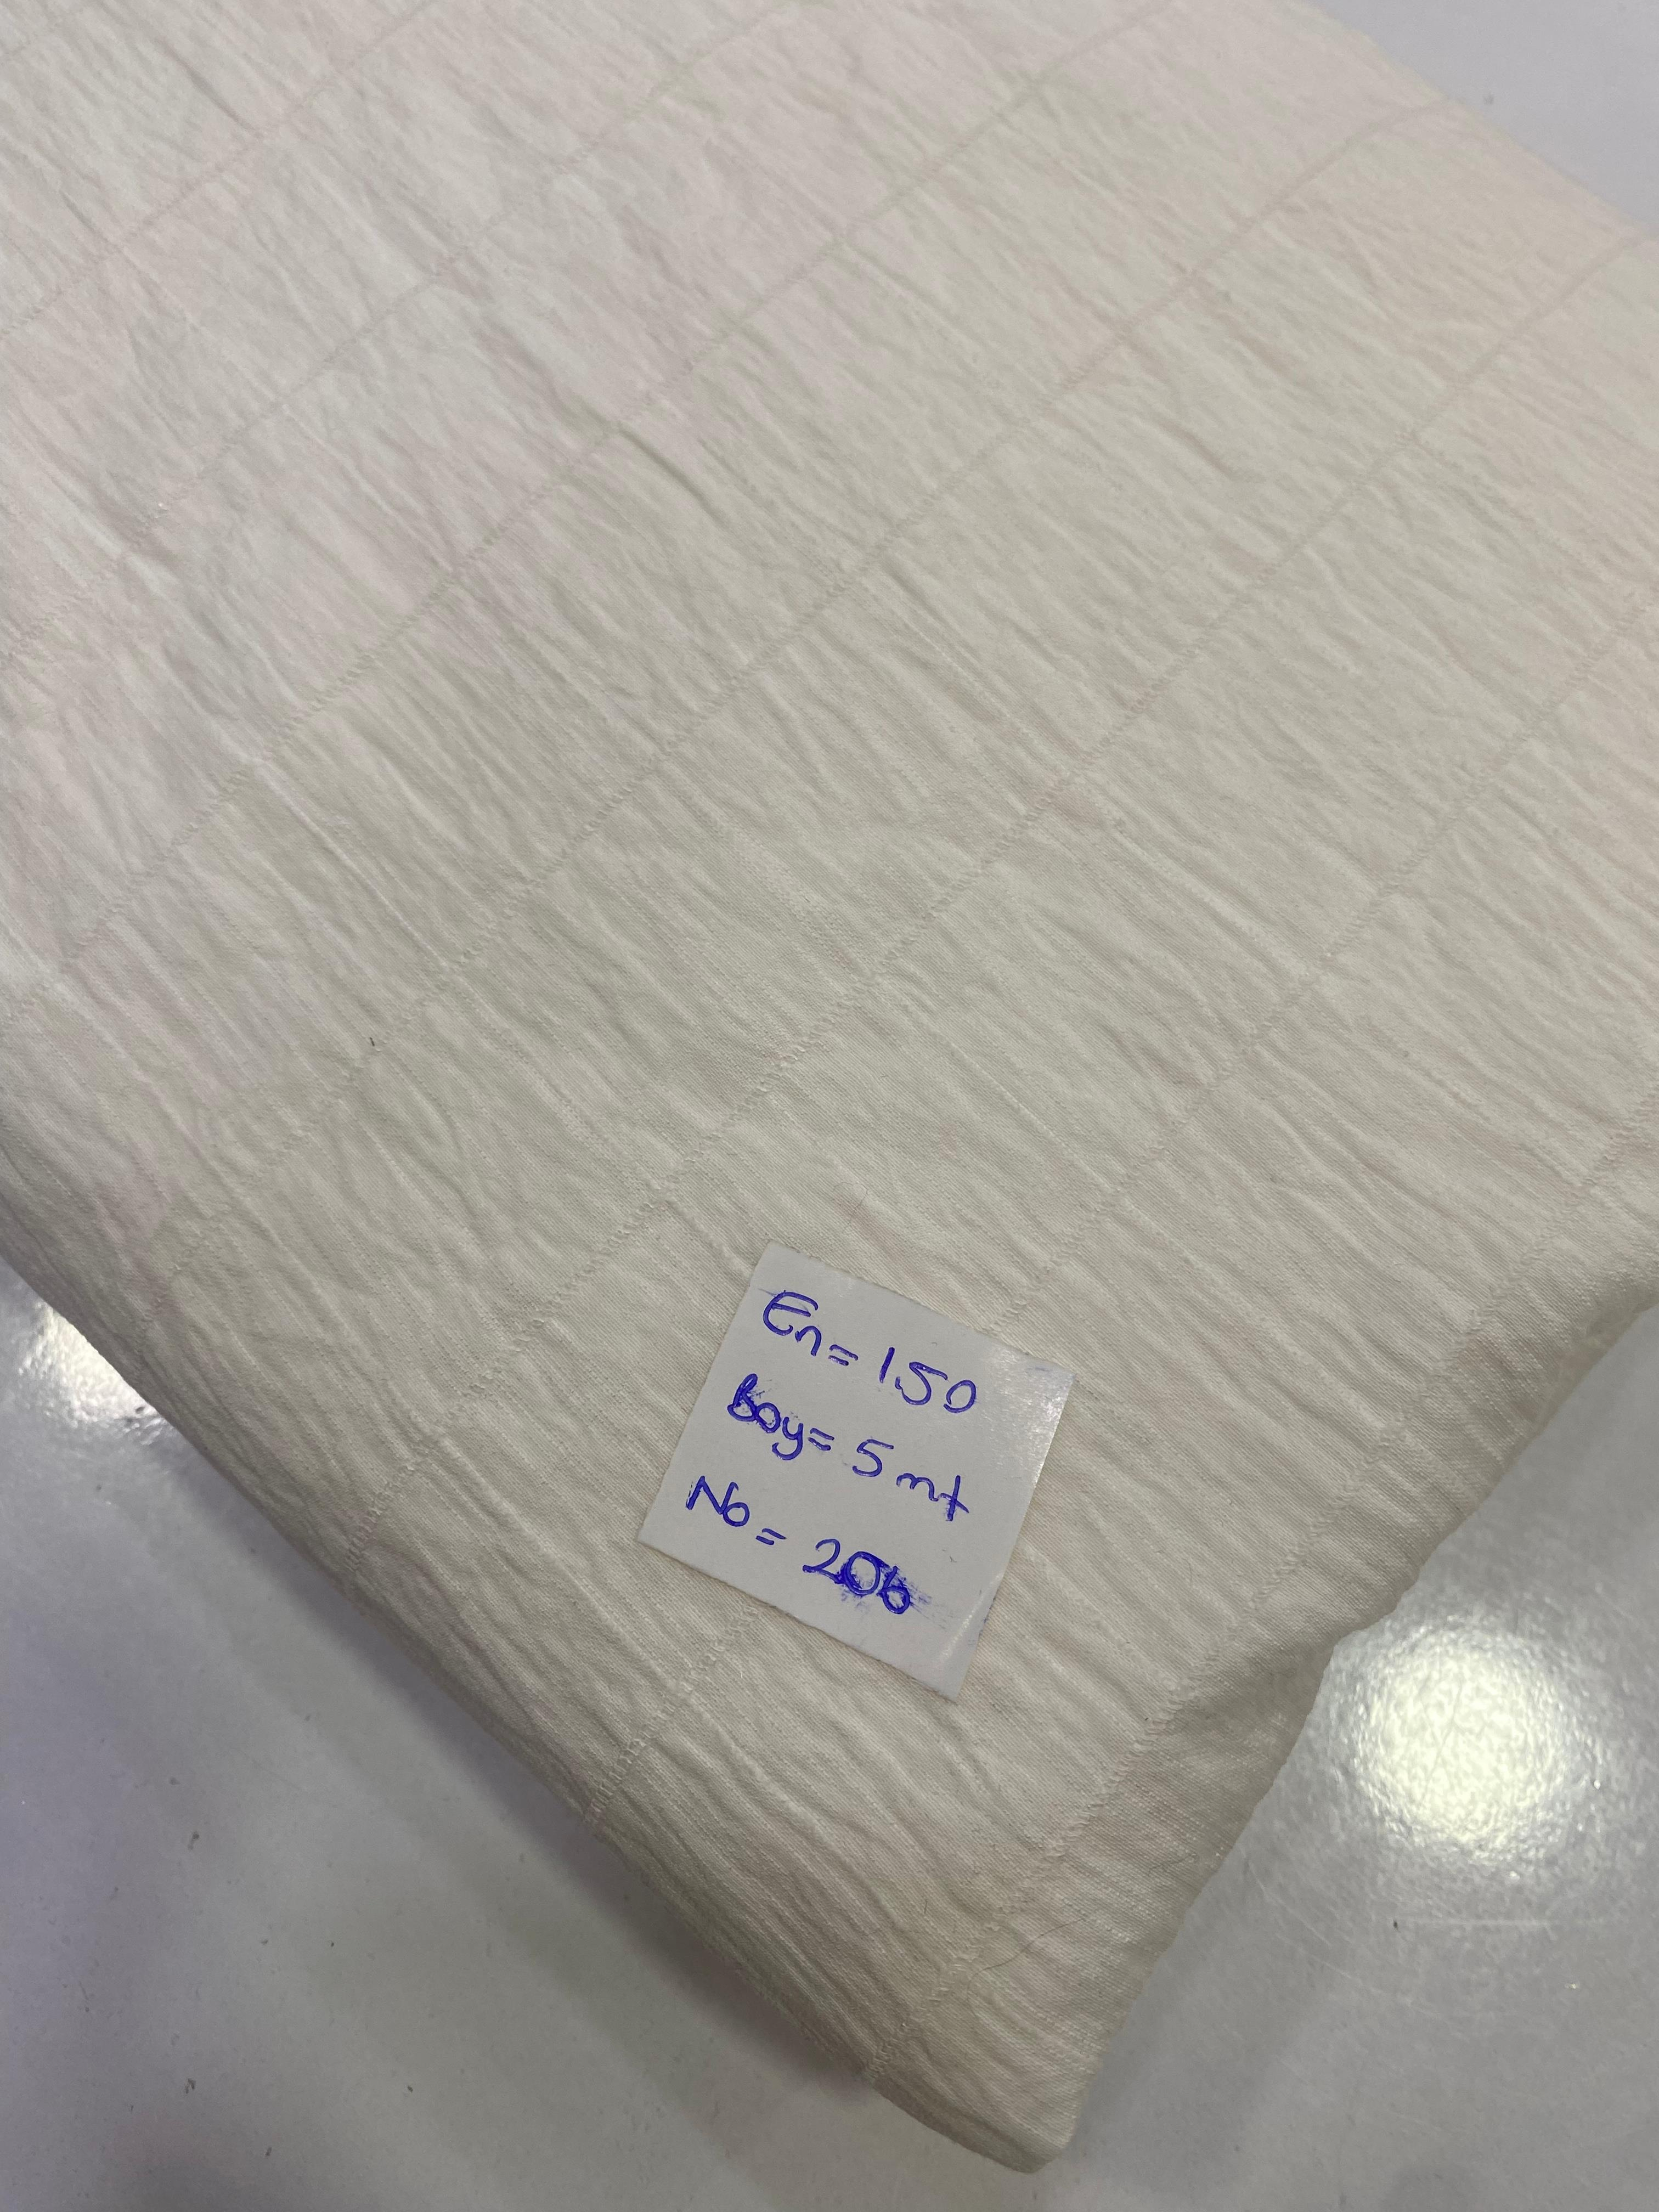 En= 150
Boy= 5 mt
No = 206